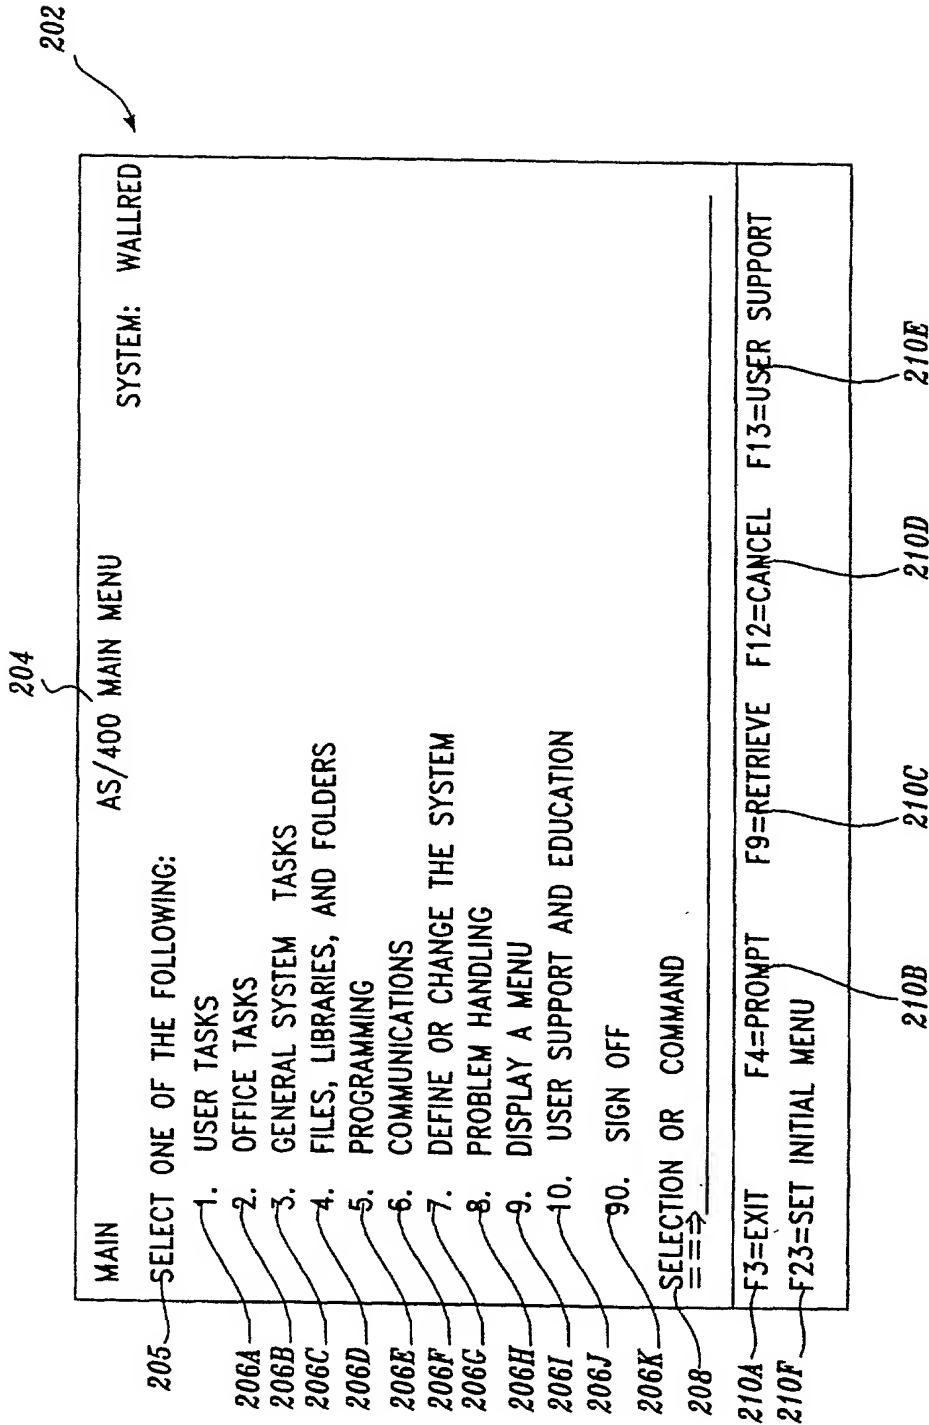 202
204
MAIN AS/400 MAIN MENU
SYSTEM: WALLRED
205 SELECT ONE OF THE FOLLOWING:
206A 1. USER TASKS
206B 2. OFFICE TASKS
206C 3. GENERAL SYSTEM TASKS
206D 4. FILES, LIBRARIES, AND FOLDERS
206E 5. PROGRAMMING
206F 6. COMMUNICATIONS
206G 7. DEFINE OR CHANGE THE SYSTEM
206H 8. PROBLEM HANDLING
206I 9. DISPLAY A MENU
206J 10. USER SUPPORT AND EDUCATION
206K 90. SIGN OFF
208 SELECTION OR COMMAND
===>
210A F3=EXIT F4=PROMPT F9=RETRIEVE F12=CANCEL F13=USER SUPPORT
210F F23=SET INITIAL MENU
210B 210C 210D 210E